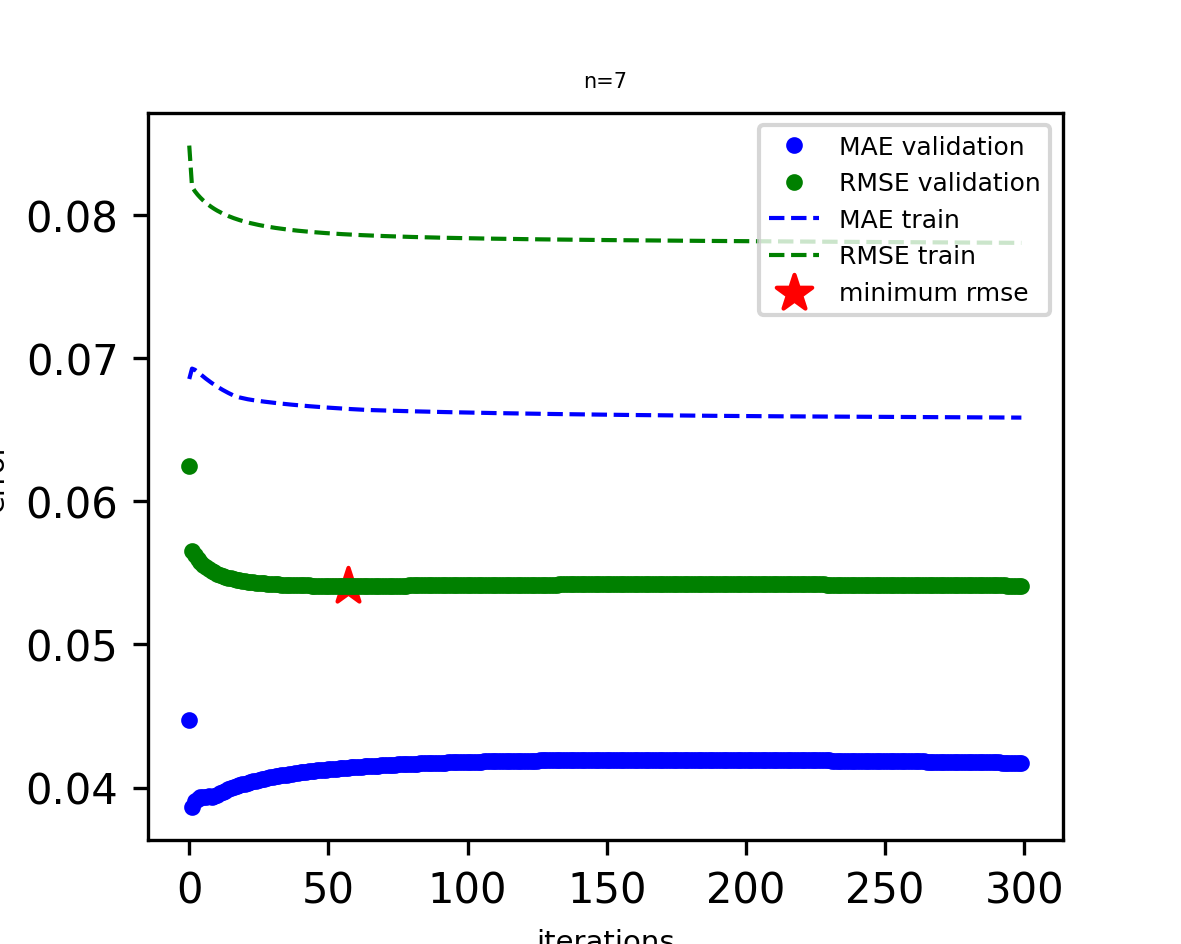 n=7
MAE validation
RMSE validation
MAE train
RMSE train
minimum rmse
0.08
0.07
0.06
0.05
0.04
0
50
100
150
200
250
300
iterations